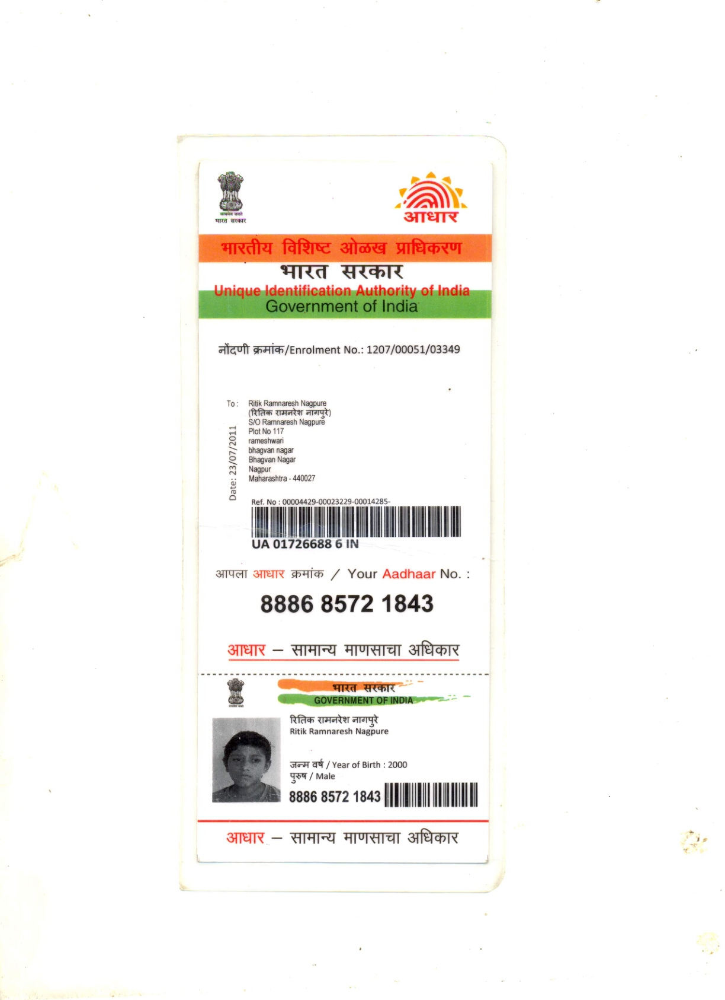 सत्यमेव जयते
भारत सरकार
आधार
भारतीय विशिष्ट ओळख प्राधिकरण
भारत सरकार
Unique Identification Authority of India
Government of India
नोंदणी क्रमांक/Enrolment No.: 1207/00051/03349
To : Ritik Ramnaresh Nagpure
(रितिक रामनरेश नागपुरे)
S/O Ramnaresh Nagpure
Plot No 117
rameshwari
bhagvan nagar
Bhagvan Nagar
Nagpur
Maharashtra - 440027
Date: 23/07/2011
Ref. No : 00004429-00023229-00014285-
UA 01726688 6 IN
आपला आधार क्रमांक / Your Aadhaar No. :
8886 8572 1843
आधार – सामान्य माणसाचा अधिकार
भारत सरकार
GOVERNMENT OF INDIA
रितिक रामनरेश नागपुरे
Ritik Ramnaresh Nagpure
जन्म वर्ष / Year of Birth : 2000
पुरुष / Male
8886 8572 1843
आधार – सामान्य माणसाचा अधिकार